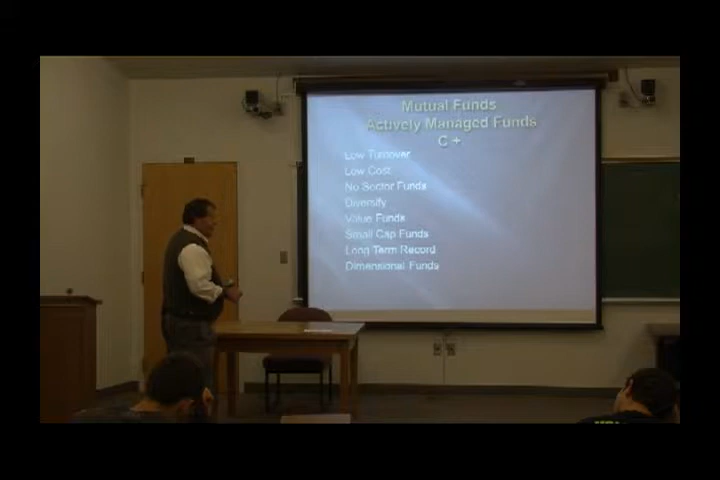 Mutual Funds
Actively Managed Funds
C +
Low Turnover
Low Cost
No Sector Funds
Diversify
Value Funds
Small Cap Funds
Long Term Record
Dimensional Funds